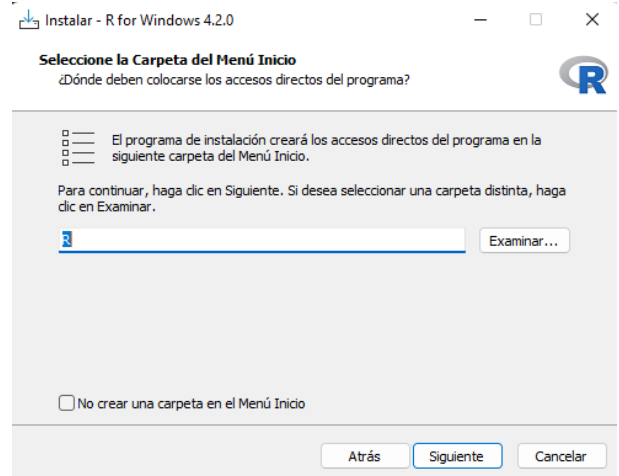 Instalar - R for Windows 4.2.0
Seleccione la Carpeta del Menú Inicio
¿Dónde deben colocarse los accesos directos del programa?
R
El programa de instalación creará los accesos directos del programa en la
siguiente carpeta del Menú Inicio.
Para continuar, haga clic en Siguiente. Si desea seleccionar una carpeta distinta, haga
clic en Examinar.
R
Examinar...
No crear una carpeta en el Menú Inicio
Atrás
Siguiente
Cancelar